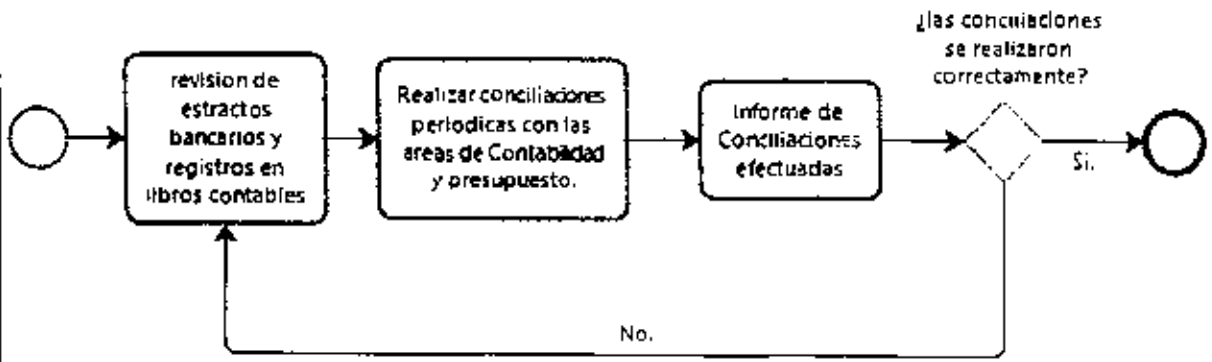 ¿las conciliaciones
se realizaron
correctamente?
revision de
estractos
bancarios y
registros en
libros contables
Realizar conciliaciones
periodicas con las
areas de Contabilidad
y presupuesto.
Informe de
Conciliaciones
efectuadas
Si.
No.